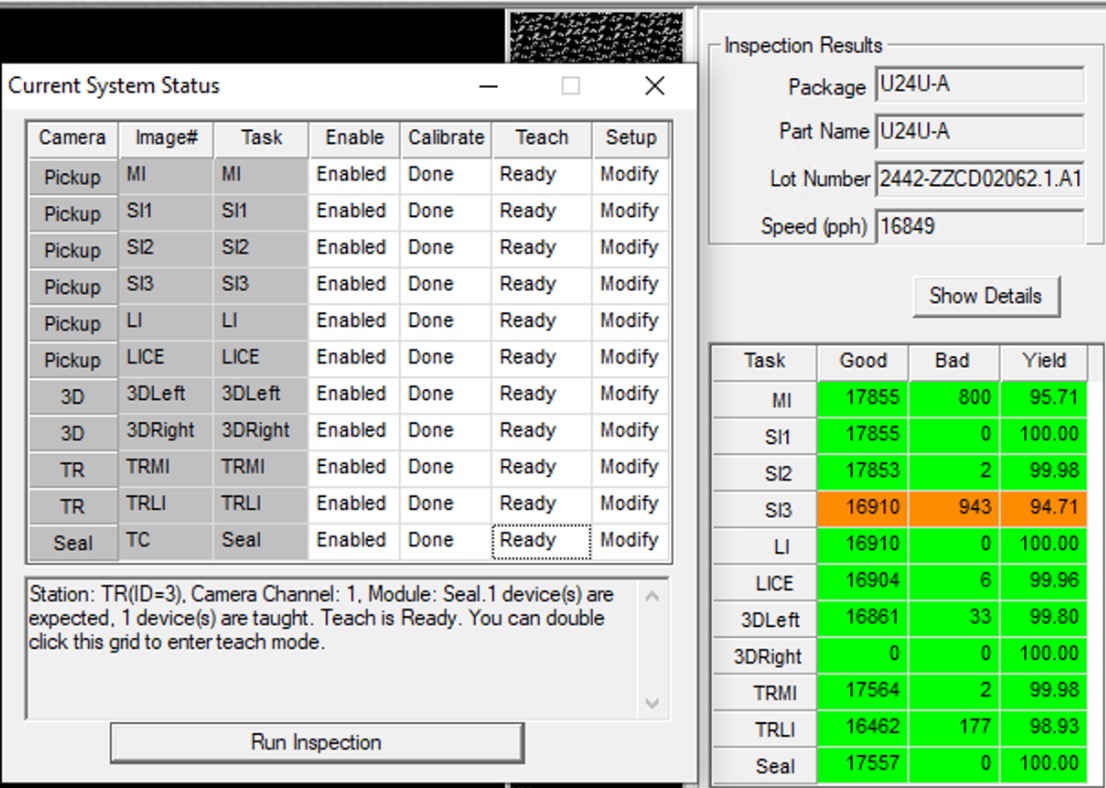 Current System Status
Camera Image# Task Enable Calibrate Teach Setup
Pickup MI MI Enabled Done Ready Modify
Pickup SI1 SI1 Enabled Done Ready Modify
Pickup SI2 SI2 Enabled Done Ready Modify
Pickup SI3 SI3 Enabled Done Ready Modify
Pickup LI LI Enabled Done Ready Modify
Pickup LICE LICE Enabled Done Ready Modify
3D 3DLeft 3DLeft Enabled Done Ready Modify
3D 3DRight 3DRight Enabled Done Ready Modify
TR TRMI TRMI Enabled Done Ready Modify
TR TRLI TRLI Enabled Done Ready Modify
Seal TC Seal Enabled Done Ready Modify
Station: TR(ID=3), Camera Channel: 1, Module: Seal.1 device(s) are
expected, 1 device(s) are taught. Teach is Ready. You can double
click this grid to enter teach mode.
Run Inspection
Inspection Results
Package U24U-A
Part Name U24U-A
Lot Number 2442-ZZCD02062.1.A1
Speed (pph) 16849
Show Details
Task Good Bad Yield
MI 17855 800 95.71
SI1 17855 0 100.00
SI2 17853 2 99.98
SI3 16910 943 94.71
LI 16910 0 100.00
LICE 16904 6 99.96
3DLeft 16861 33 99.80
3DRight 0 0 100.00
TRMI 17564 2 99.98
TRLI 16462 177 98.93
Seal 17557 0 100.00